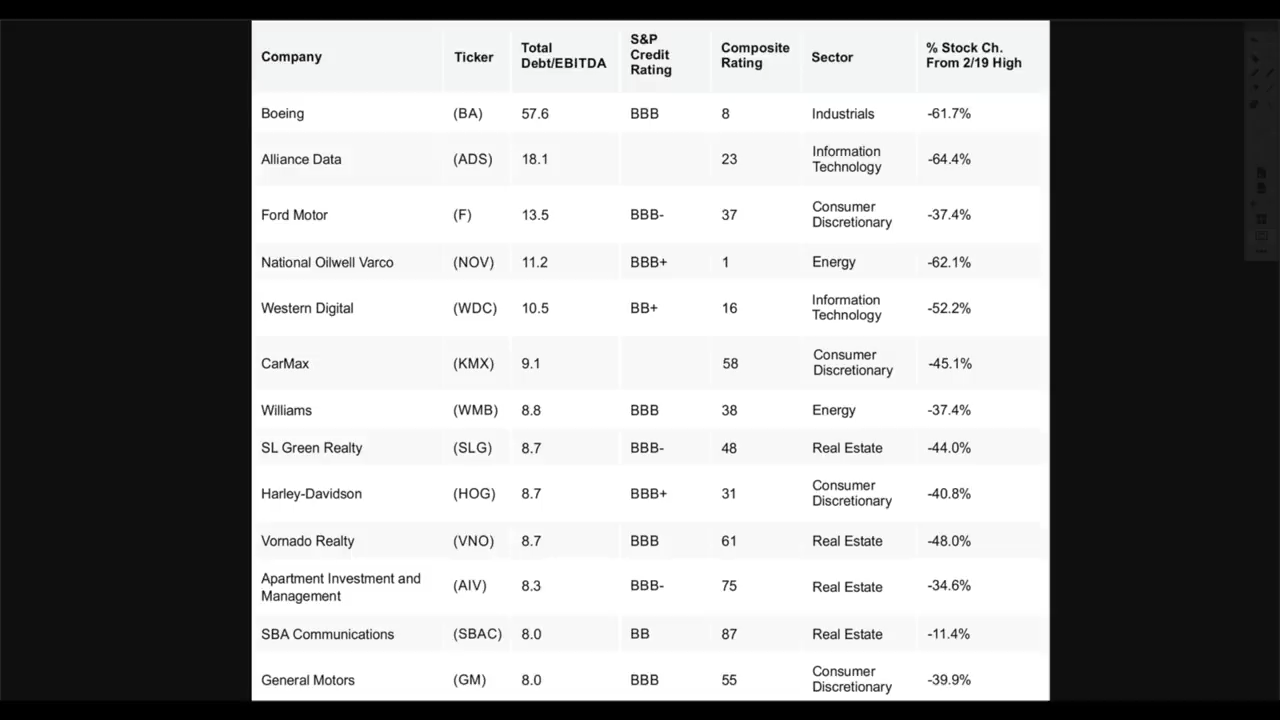 Company Ticker Total Debt/EBITDA S&P Credit Rating Composite Rating Sector % Stock Ch. From 2/19 High
Boeing (BA) 57.6 BBB 8 Industrials -61.7%
Alliance Data (ADS) 18.1 23 Information Technology -64.4%
Ford Motor (F) 13.5 BBB- 37 Consumer Discretionary -37.4%
National Oilwell Varco (NOV) 11.2 BBB+ 1 Energy -62.1%
Western Digital (WDC) 10.5 BB+ 16 Information Technology -52.2%
CarMax (KMX) 9.1 58 Consumer Discretionary -45.1%
Williams (WMB) 8.8 BBB 38 Energy -37.4%
SL Green Realty (SLG) 8.7 BBB- 48 Real Estate -44.0%
Harley-Davidson (HOG) 8.7 BBB+ 31 Consumer Discretionary -40.8%
Vornado Realty (VNO) 8.7 BBB 61 Real Estate -48.0%
Apartment Investment and Management (AIV) 8.3 BBB- 75 Real Estate -34.6%
SBA Communications (SBAC) 8.0 BB 87 Real Estate -11.4%
General Motors (GM) 8.0 BBB 55 Consumer Discretionary -39.9%